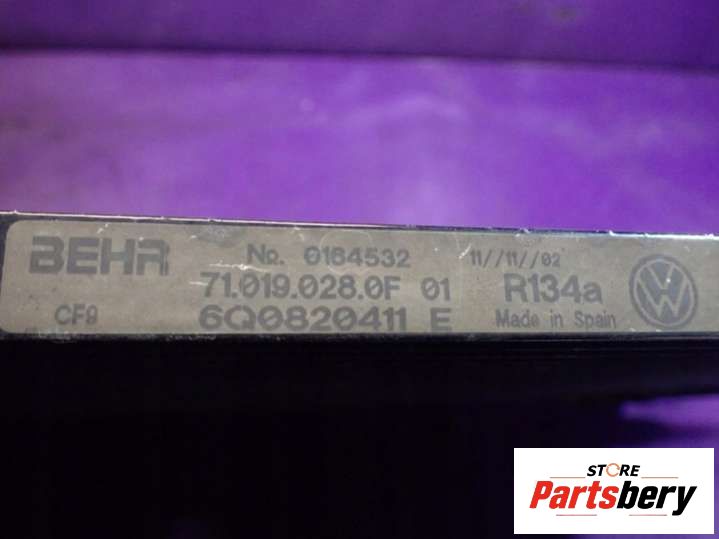 BEHR No. 0164532 11//11//02
71.019.028.0F 01 R134a
CF9 6Q0820411 E Made in Spain
STORE
Partsbery